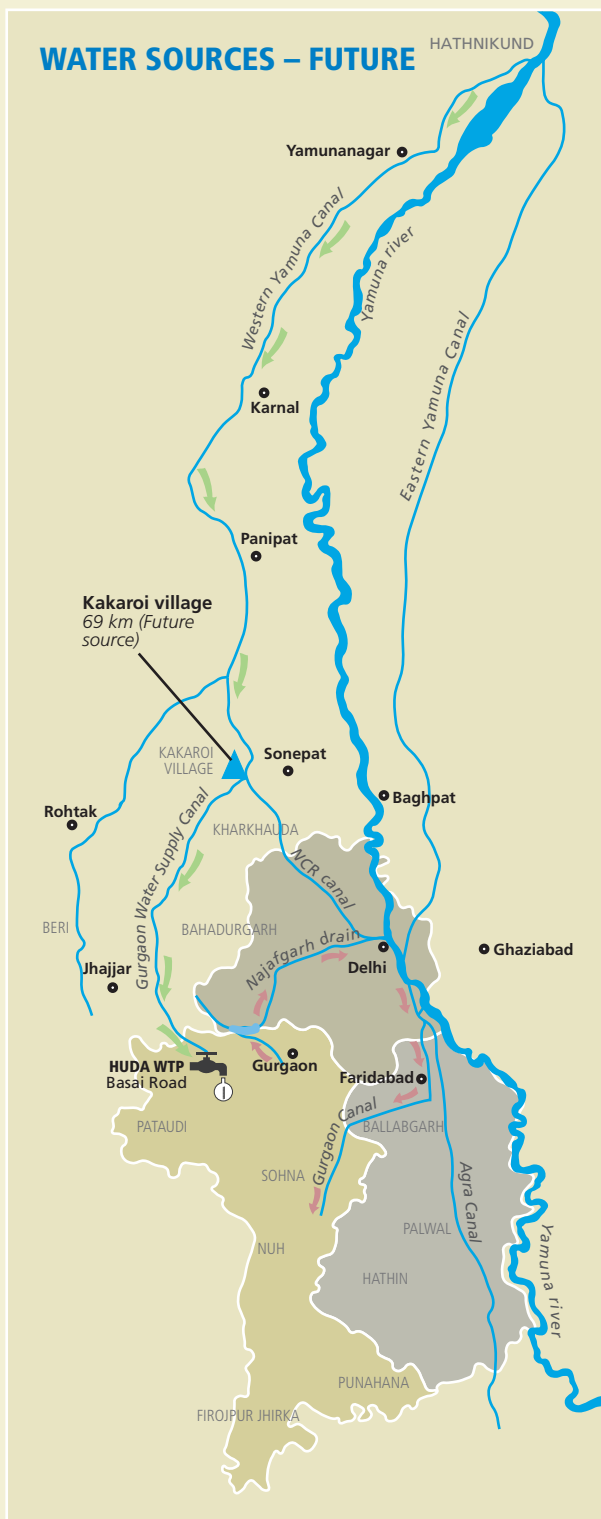 WATER SOURCES – FUTURE
HATHNIKUND
Yamunanagar
Western Yamuna Canal
Yamuna river
Eastern Yamuna Canal
Karnal
Panipat
Kakaroi village
69 km (Future
source)
KAKAROI
VILLAGE
Sonepat
Baghpat
Rohtak
Gurgaon Water Supply Canal
KHARKHAUDA
NCR canal
BERI
BAHADURGARH
Najafgarh drain
Delhi
Ghaziabad
Jhajjar
HUDA WTP
Basai Road
Gurgaon
Faridabad
PATAUDI
Gurgaon Canal
BALLABGARH
SOHNA
Agra Canal
PALWAL
NUH
HATHIN
Yamuna river
PUNAHANA
FIROJPUR JHIRKA